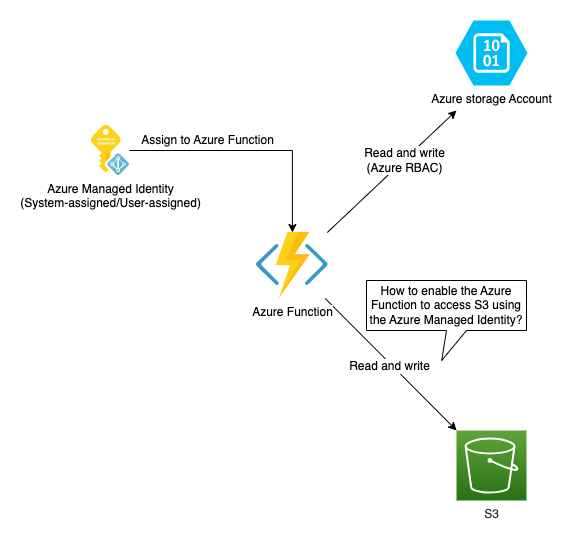 10
01
Azure storage Account
Assign to Azure Function
Read and write
(Azure RBAC)
Azure Managed Identity
(System-assigned/User-assigned)
Azure Function
How to enable the Azure
Function to access S3 using
the Azure Managed Identity?
Read and write
S3